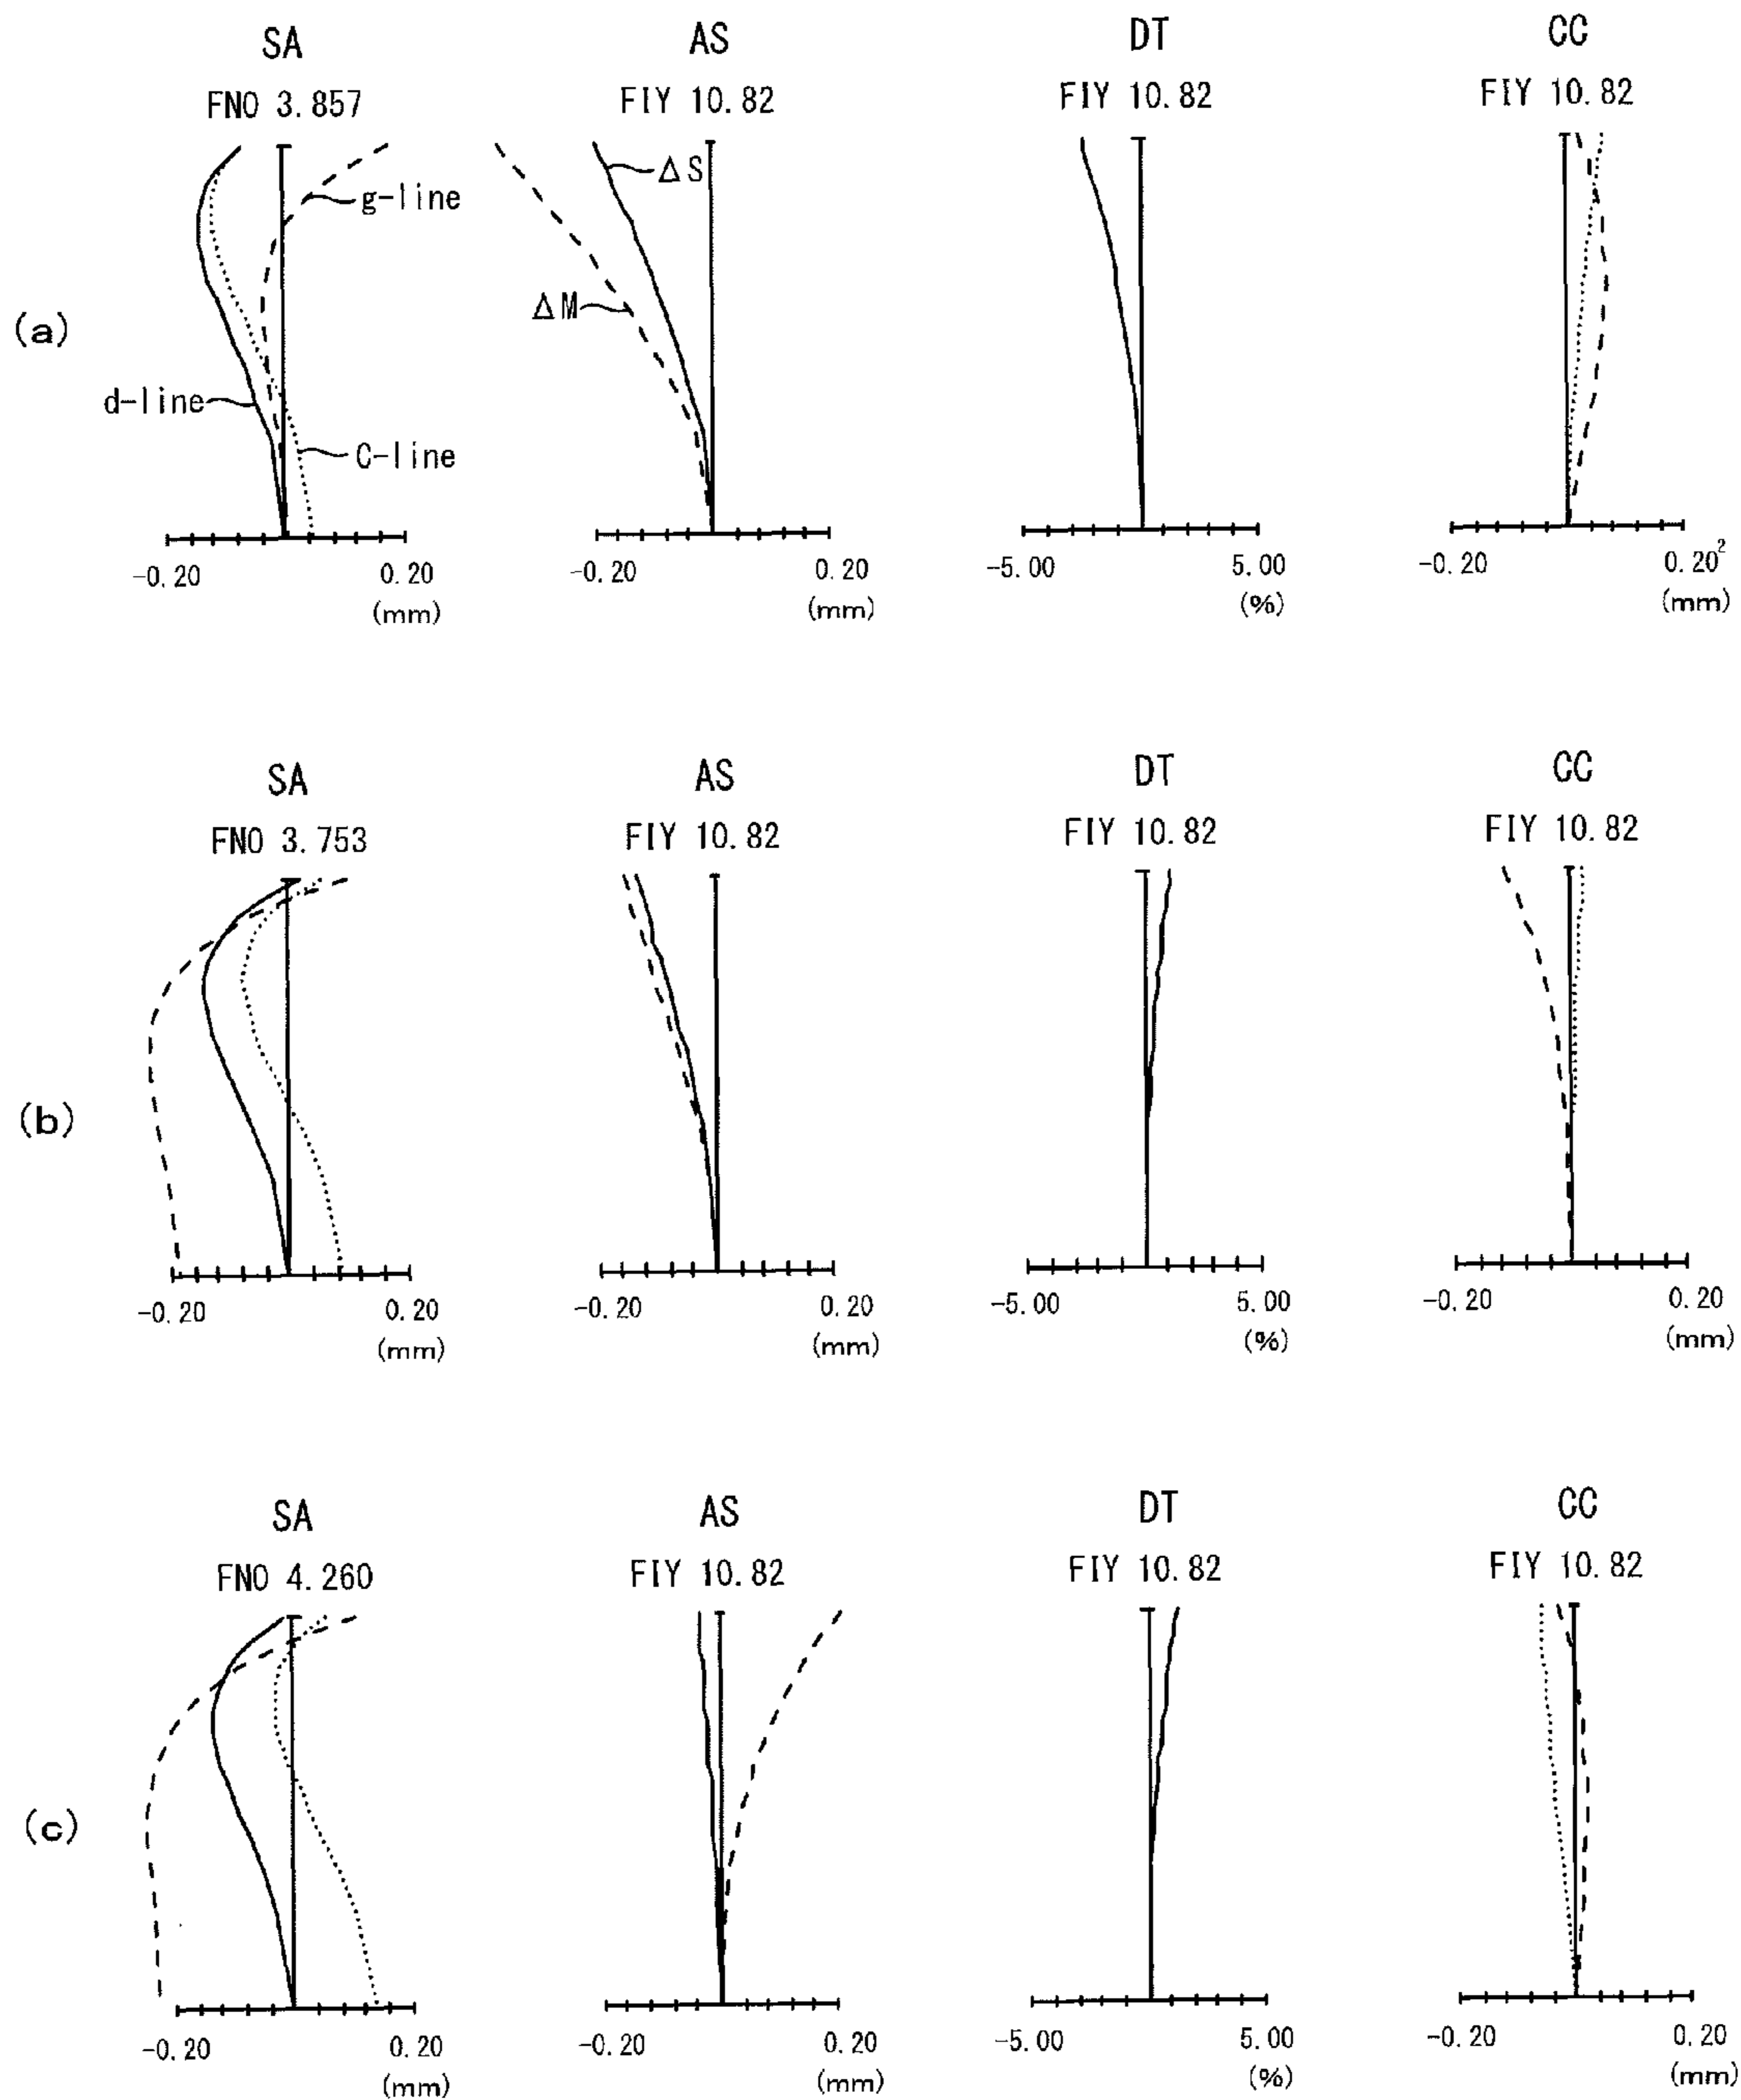 SA AS DT CC
FNO 3.857 FIY 10.82 FIY 10.82 FIY 10.82
ΔS
g-line
ΔM
(a)
d-line
C-line
-0.20 0.20 -0.20 0.20 -5.00 5.00 -0.20 0.20²
(mm) (mm) (%) (mm)
SA AS DT CC
FNO 3.753 FIY 10.82 FIY 10.82 FIY 10.82
(b)
-0.20 0.20 -0.20 0.20 -5.00 5.00 -0.20 0.20
(mm) (mm) (%) (mm)
SA AS DT CC
FNO 4.260 FIY 10.82 FIY 10.82 FIY 10.82
(c)
-0.20 0.20 -0.20 0.20 -5.00 5.00 -0.20 0.20
(mm) (mm) (%) (mm)